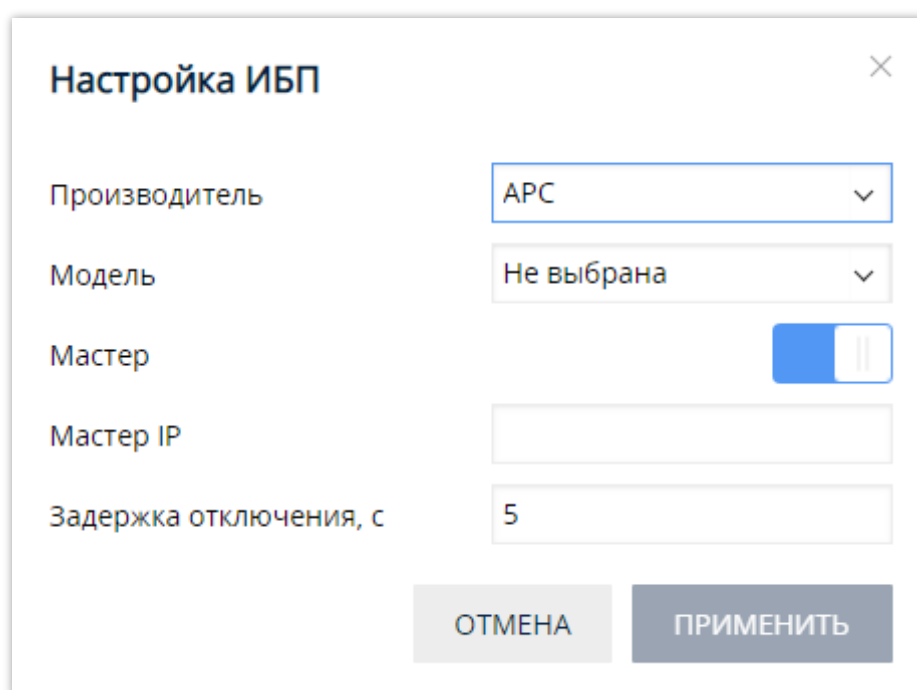 Настройка ИБП
Производитель APC
Модель Не выбрана
Мастер
Мастер IP
Задержка отключения, с 5
ОТМЕНА ПРИМЕНИТЬ